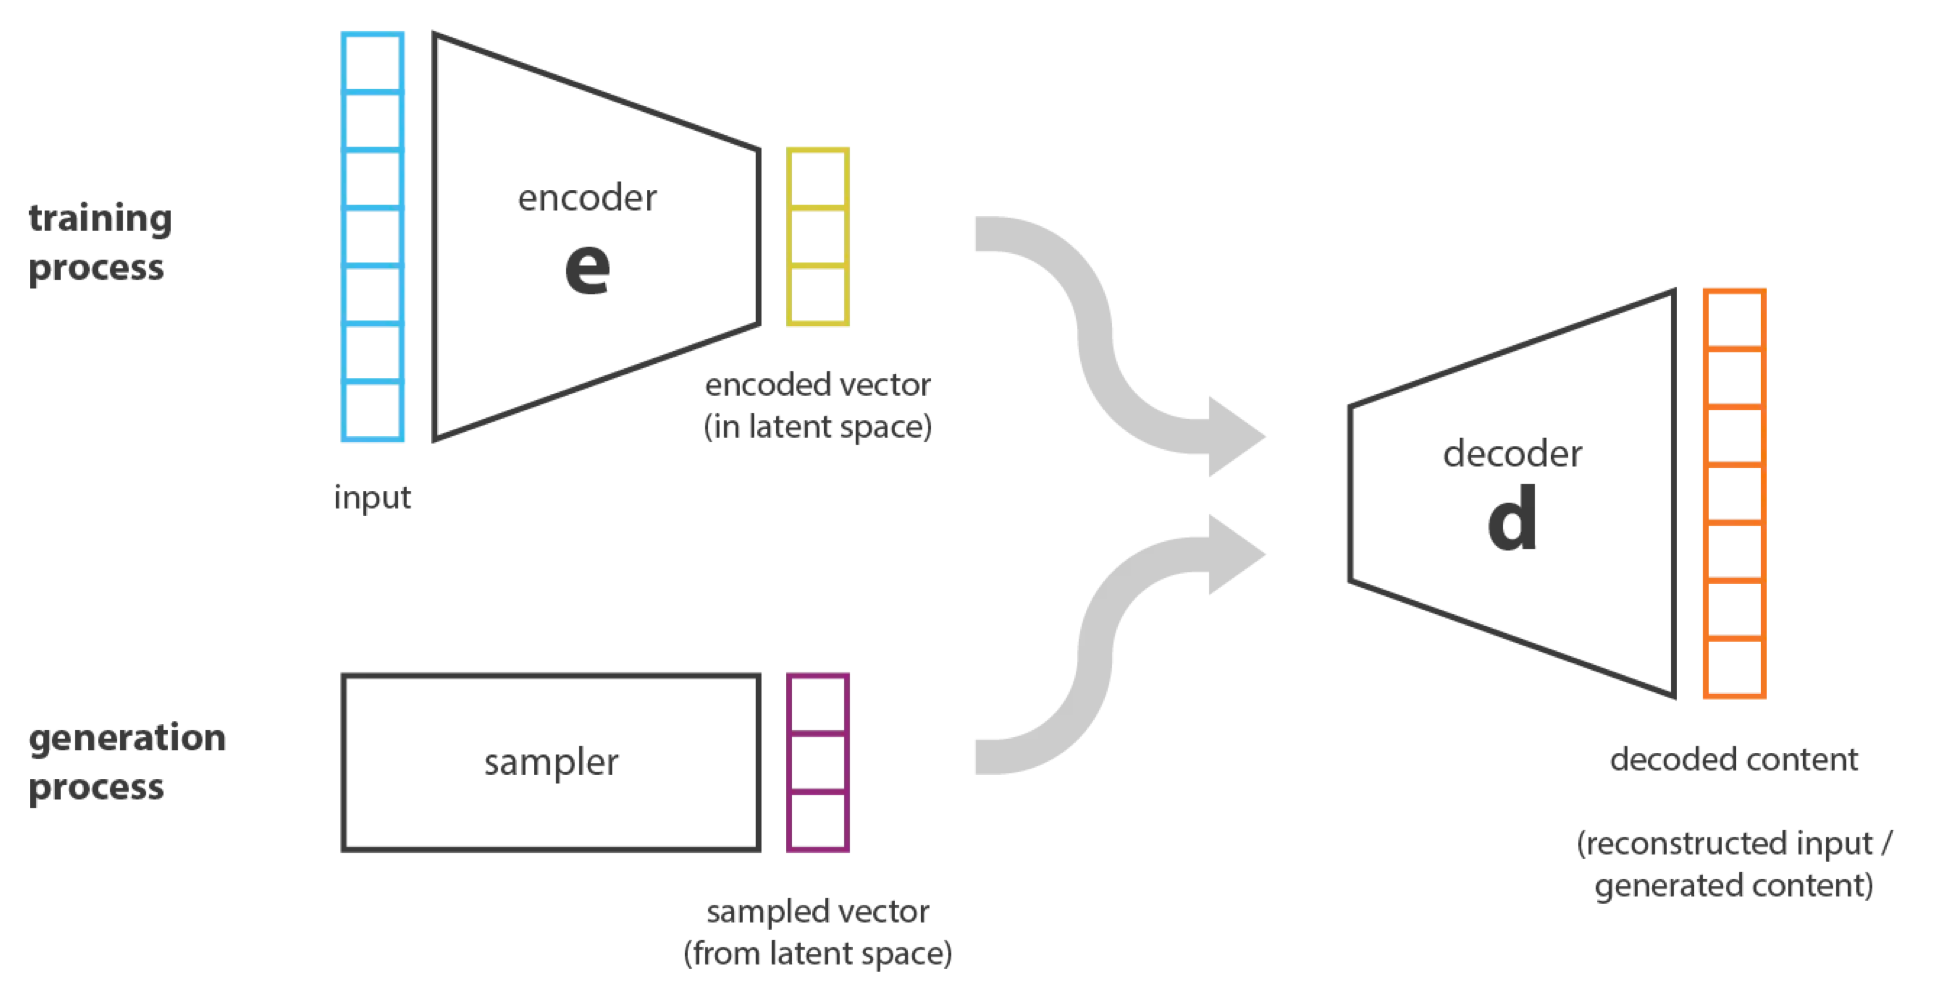 training
process
encoder
e
encoded vector
(in latent space)
input
decoder
d
generation
process
sampler
sampled vector
(from latent space)
decoded content
(reconstructed input /
generated content)